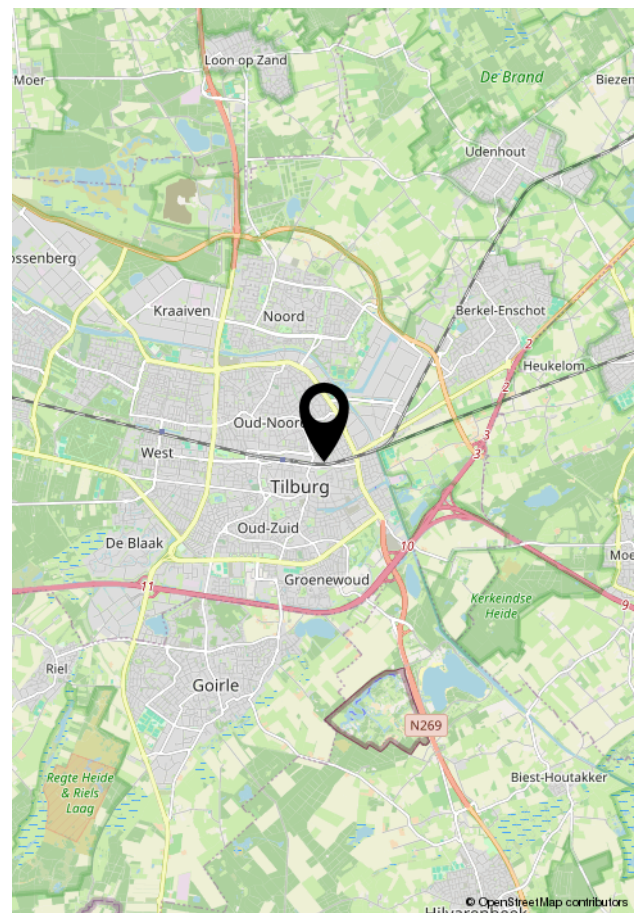 Loon op Zand
Moer
De Brand
Biezen
Udenhout
ossenberg
Kraaiven
Noord
Berkel-Enschot
2
Heukelom
2
Oud-Noord
3
West
3
Tilburg
Oud-Zuid
De Blaak
10
Moe
11
Groenewoud
Kerkeindse
Heide
9
Riel
Goirle
N269
Regte Heide
& Riels
Laag
Biest-Houtakker
© OpenStreetMap contributors
Hilvarenbeek